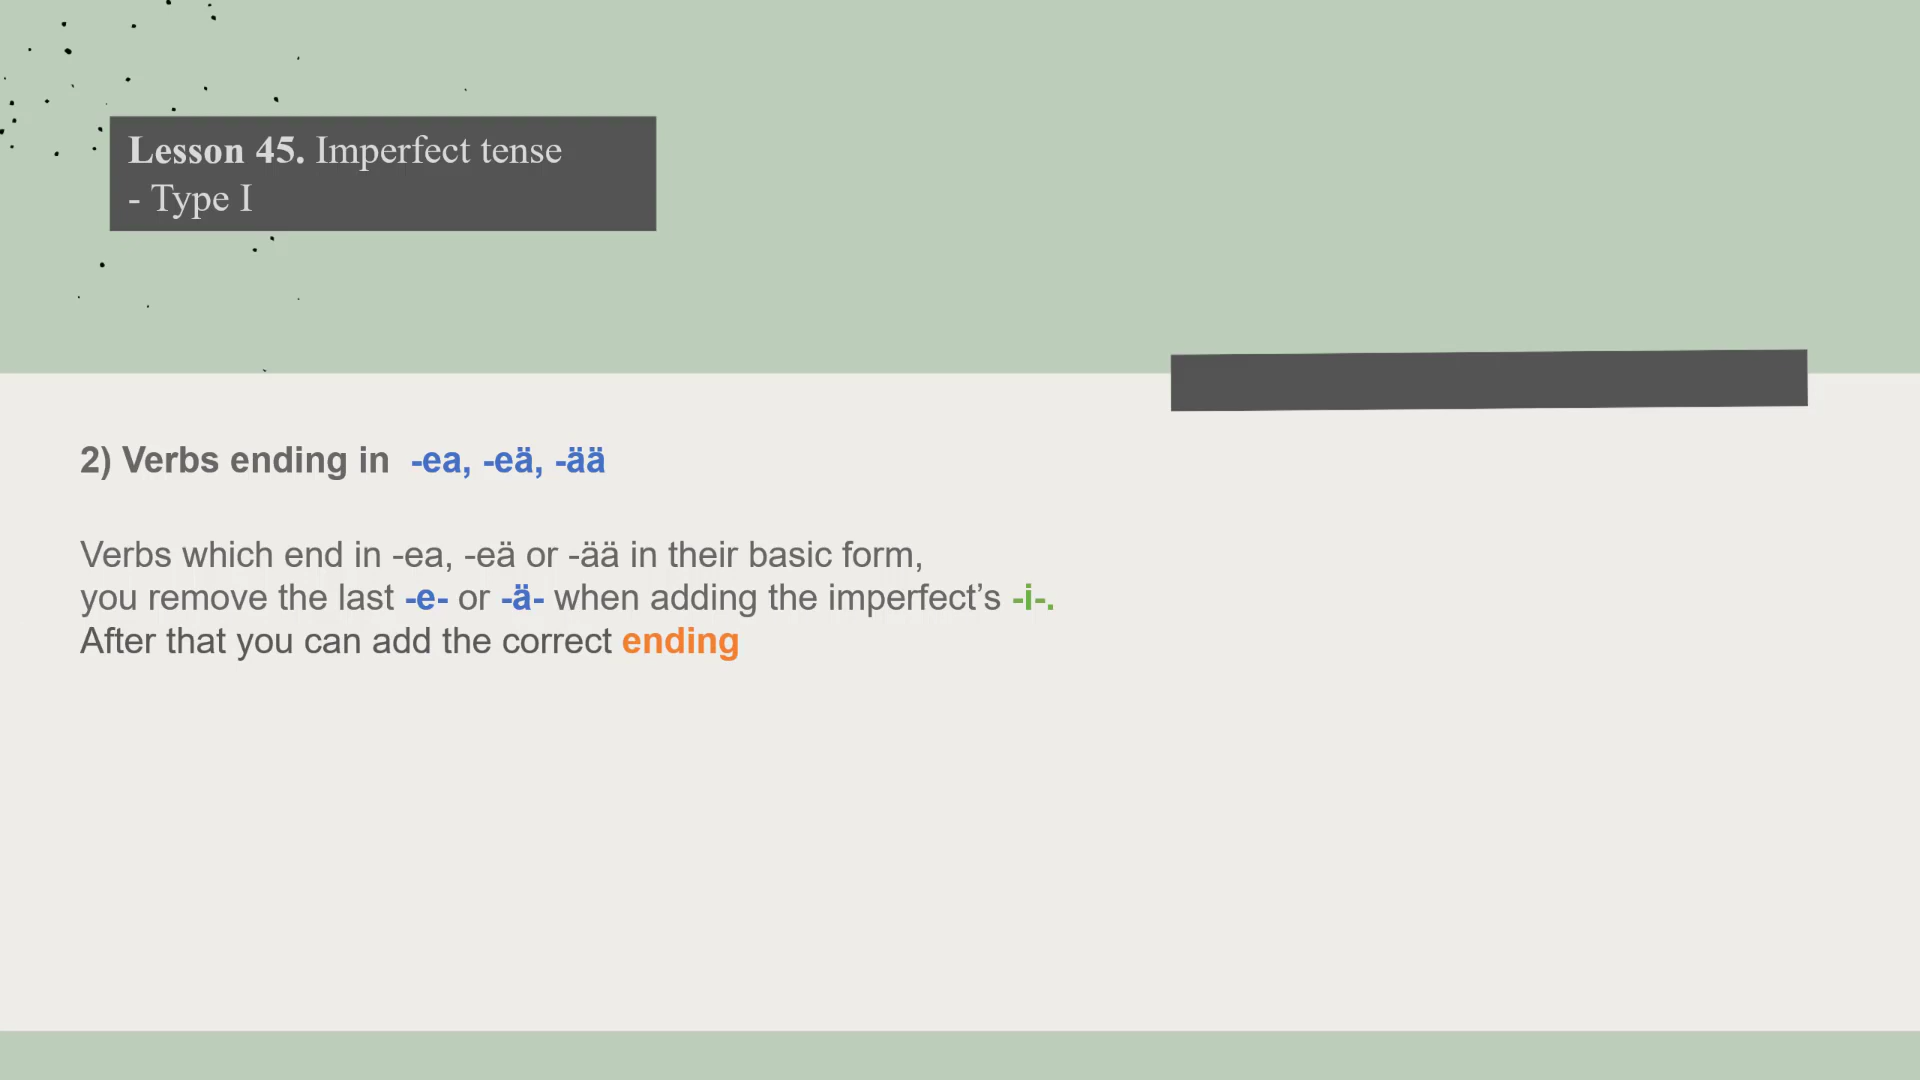 Lesson 45. Imperfect tense
- Type I
2) Verbs ending in -ea, -eä, -ää
Verbs which end in -ea, -eä or -ää in their basic form,
you remove the last -e- or -ä- when adding the imperfect’s -i-.
After that you can add the correct ending